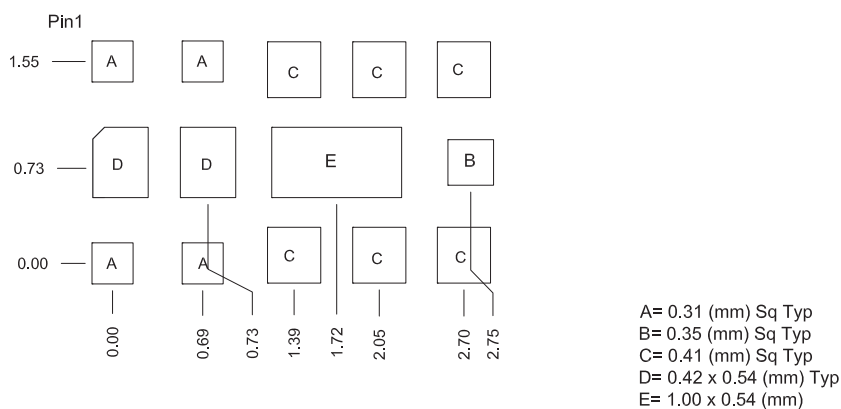 Pin1
1.55 A A C C C
0.73 D D E B
0.00 A A C C C
0.00 0.69 0.73 1.39 1.72 2.05 2.70 2.75
A= 0.31 (mm) Sq Typ
B= 0.35 (mm) Sq Typ
C= 0.41 (mm) Sq Typ
D= 0.42 x 0.54 (mm) Typ
E= 1.00 x 0.54 (mm)